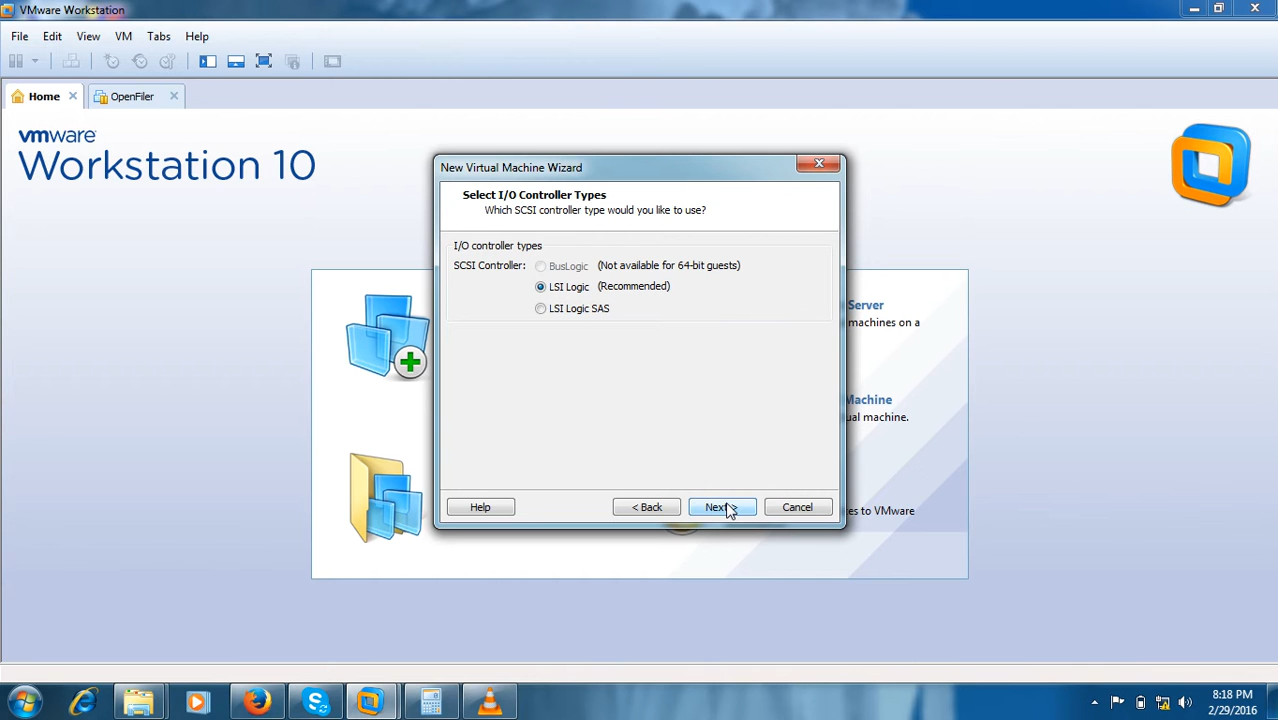 VMware Workstation
File Edit View VM Tabs Help
Home OpenFiler
vmware
Workstation 10
New Virtual Machine Wizard
Select I/O Controller Types
Which SCSI controller type would you like to use?
I/O controller types
SCSI Controller: BusLogic (Not available for 64-bit guests)
LSI Logic (Recommended)
LSI Logic SAS
Server
machines on a
Machine
ual machine.
es to VMware
Help < Back Next > Cancel
8:18 PM
2/29/2016